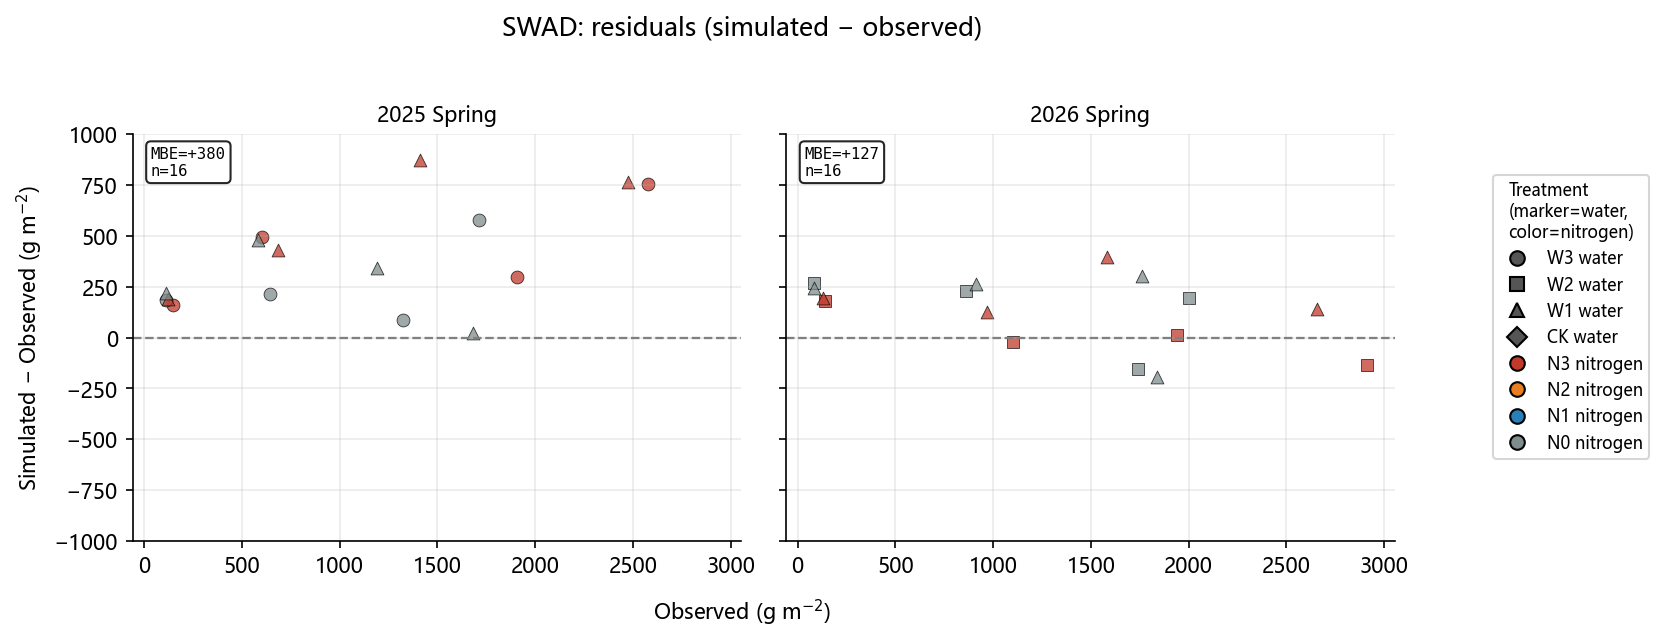 SWAD: residuals (simulated − observed)
2025 Spring
2026 Spring
MBE=+380
n=16
MBE=+127
n=16
1000
750
500
250
0
−250
−500
−750
−1000
Simulated − Observed (g m⁻²)
0 500 1000 1500 2000 2500 3000
0 500 1000 1500 2000 2500 3000
Observed (g m⁻²)
Treatment
(marker=water,
color=nitrogen)
W3 water
W2 water
W1 water
CK water
N3 nitrogen
N2 nitrogen
N1 nitrogen
N0 nitrogen